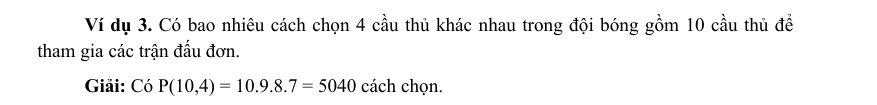 Ví dụ 3. Có bao nhiêu cách chọn 4 cầu thủ khác nhau trong đội bóng gồm 10 cầu thủ để
tham gia các trận đấu đơn.
Giải: Có P(10,4) = 10.9.8.7 = 5040 cách chọn.